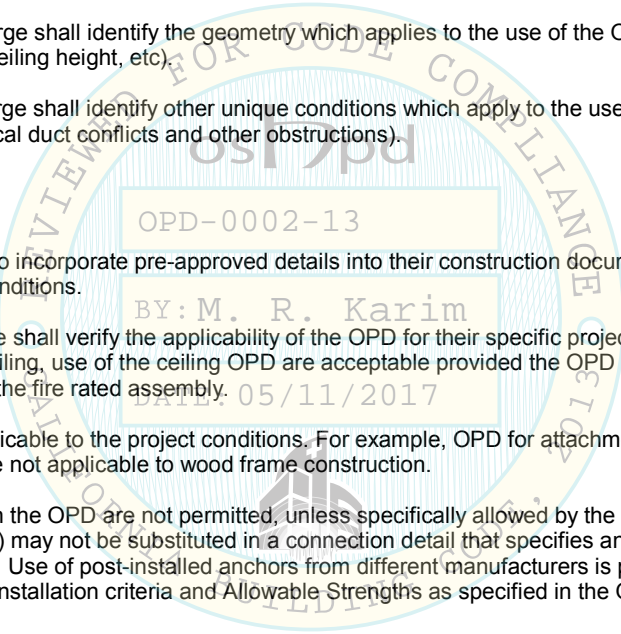 rge shall identify the geometry which applies to the use of the O
eiling height, etc).
rge shall identify other unique conditions which apply to the use
cal duct conflicts and other obstructions).
oshpd
OPD-0002-13
o incorporate pre-approved details into their construction docum
nditions.
BY: M. R. Karim
e shall verify the applicability of the OPD for their specific project
iling, use of the ceiling OPD are acceptable provided the OPD
the fire rated assembly.
DATE: 05/11/2017
icable to the project conditions. For example, OPD for attachm
e not applicable to wood frame construction.
n the OPD are not permitted, unless specifically allowed by the
) may not be substituted in a connection detail that specifies an
. Use of post-installed anchors from different manufacturers is p
nstallation criteria and Allowable Strengths as specified in the O
REVIEWED FOR CODE COMPLIANCE
CALIFORNIA BUILDING CODE, 2013